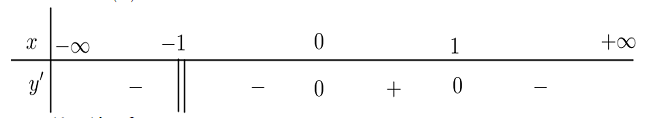 x −∞ −1 0 1 +∞
y′ − || − 0 + 0 −